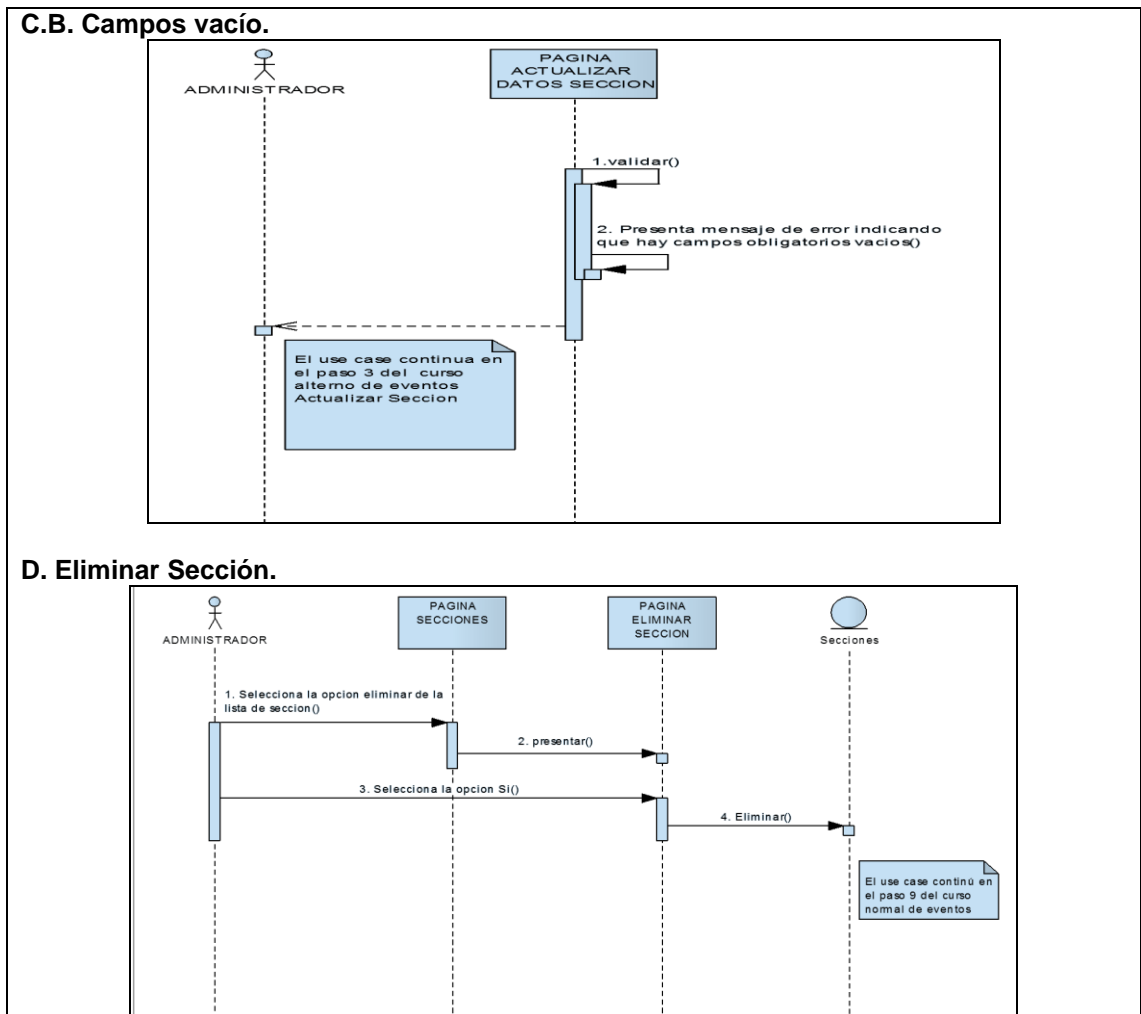 C.B. Campos vacío.
ADMINISTRADOR
PAGINA
ACTUALIZAR
DATOS SECCION
1.validar()
2. Presenta mensaje de error indicando
que hay campos obligatorios vacios()
El use case continua en
el paso 3 del curso
alterno de eventos
Actualizar Seccion
D. Eliminar Sección.
ADMINISTRADOR
PAGINA
SECCIONES
PAGINA
ELIMINAR
SECCION
Secciones
1. Selecciona la opcion eliminar de la
lista de seccion()
2. presentar()
3. Selecciona la opcion Si()
4. Eliminar()
El use case continú en
el paso 9 del curso
normal de eventos